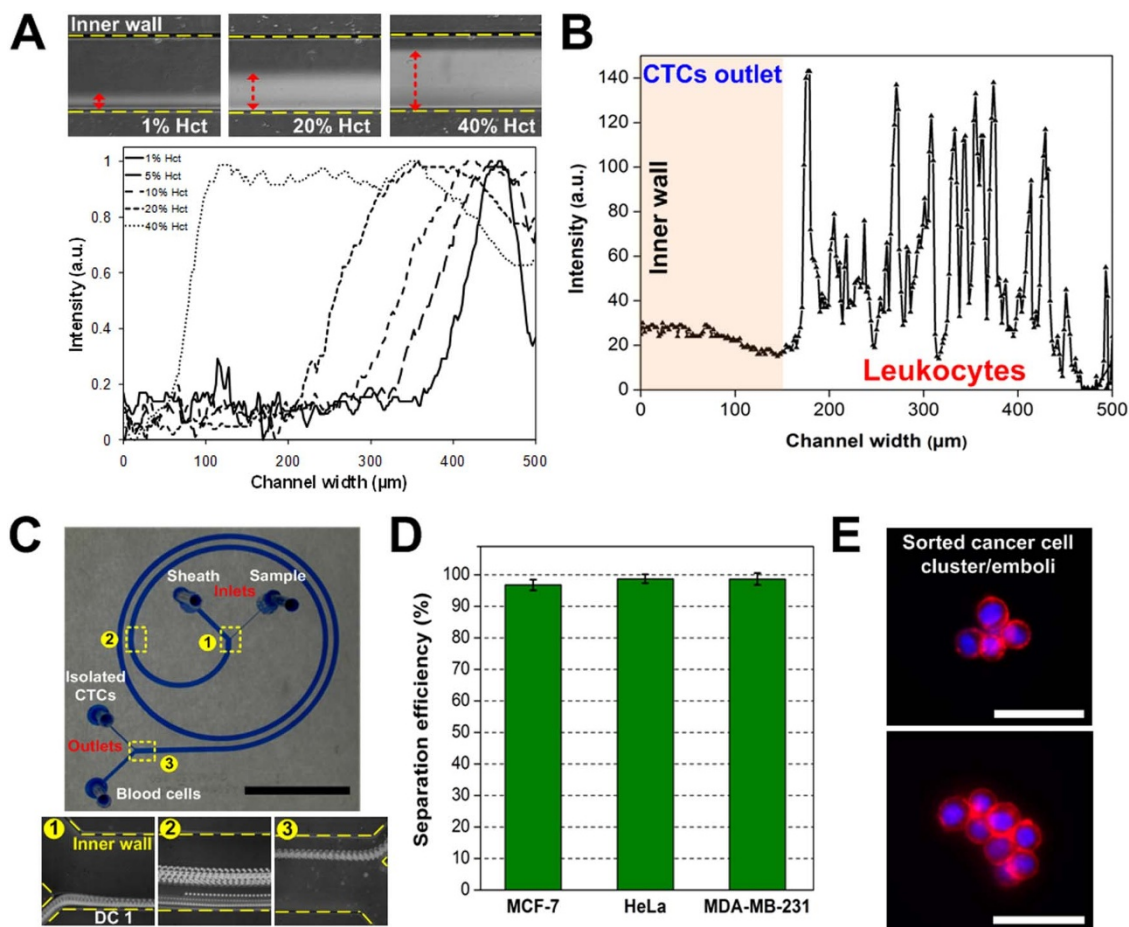 A
Inner wall
1% Hct
20% Hct
40% Hct
1% Hct
5% Hct
10% Hct
20% Hct
40% Hct
Intensity (a.u.)
1
0.8
0.6
0.4
0.2
0
0 100 200 300 400 500
Channel width (µm)
B
CTCs outlet
Inner wall
Leukocytes
Intensity (a.u.)
140
120
100
80
60
40
20
0
0 100 200 300 400 500
Channel width (µm)
C
Sheath
Sample
Inlets
1
2
Isolated
CTCs
Outlets
3
Blood cells
1
Inner wall
DC 1
2
3
D
Separation efficiency (%)
100
90
80
70
60
50
40
30
20
10
0
MCF-7 HeLa MDA-MB-231
E
Sorted cancer cell
cluster/emboli